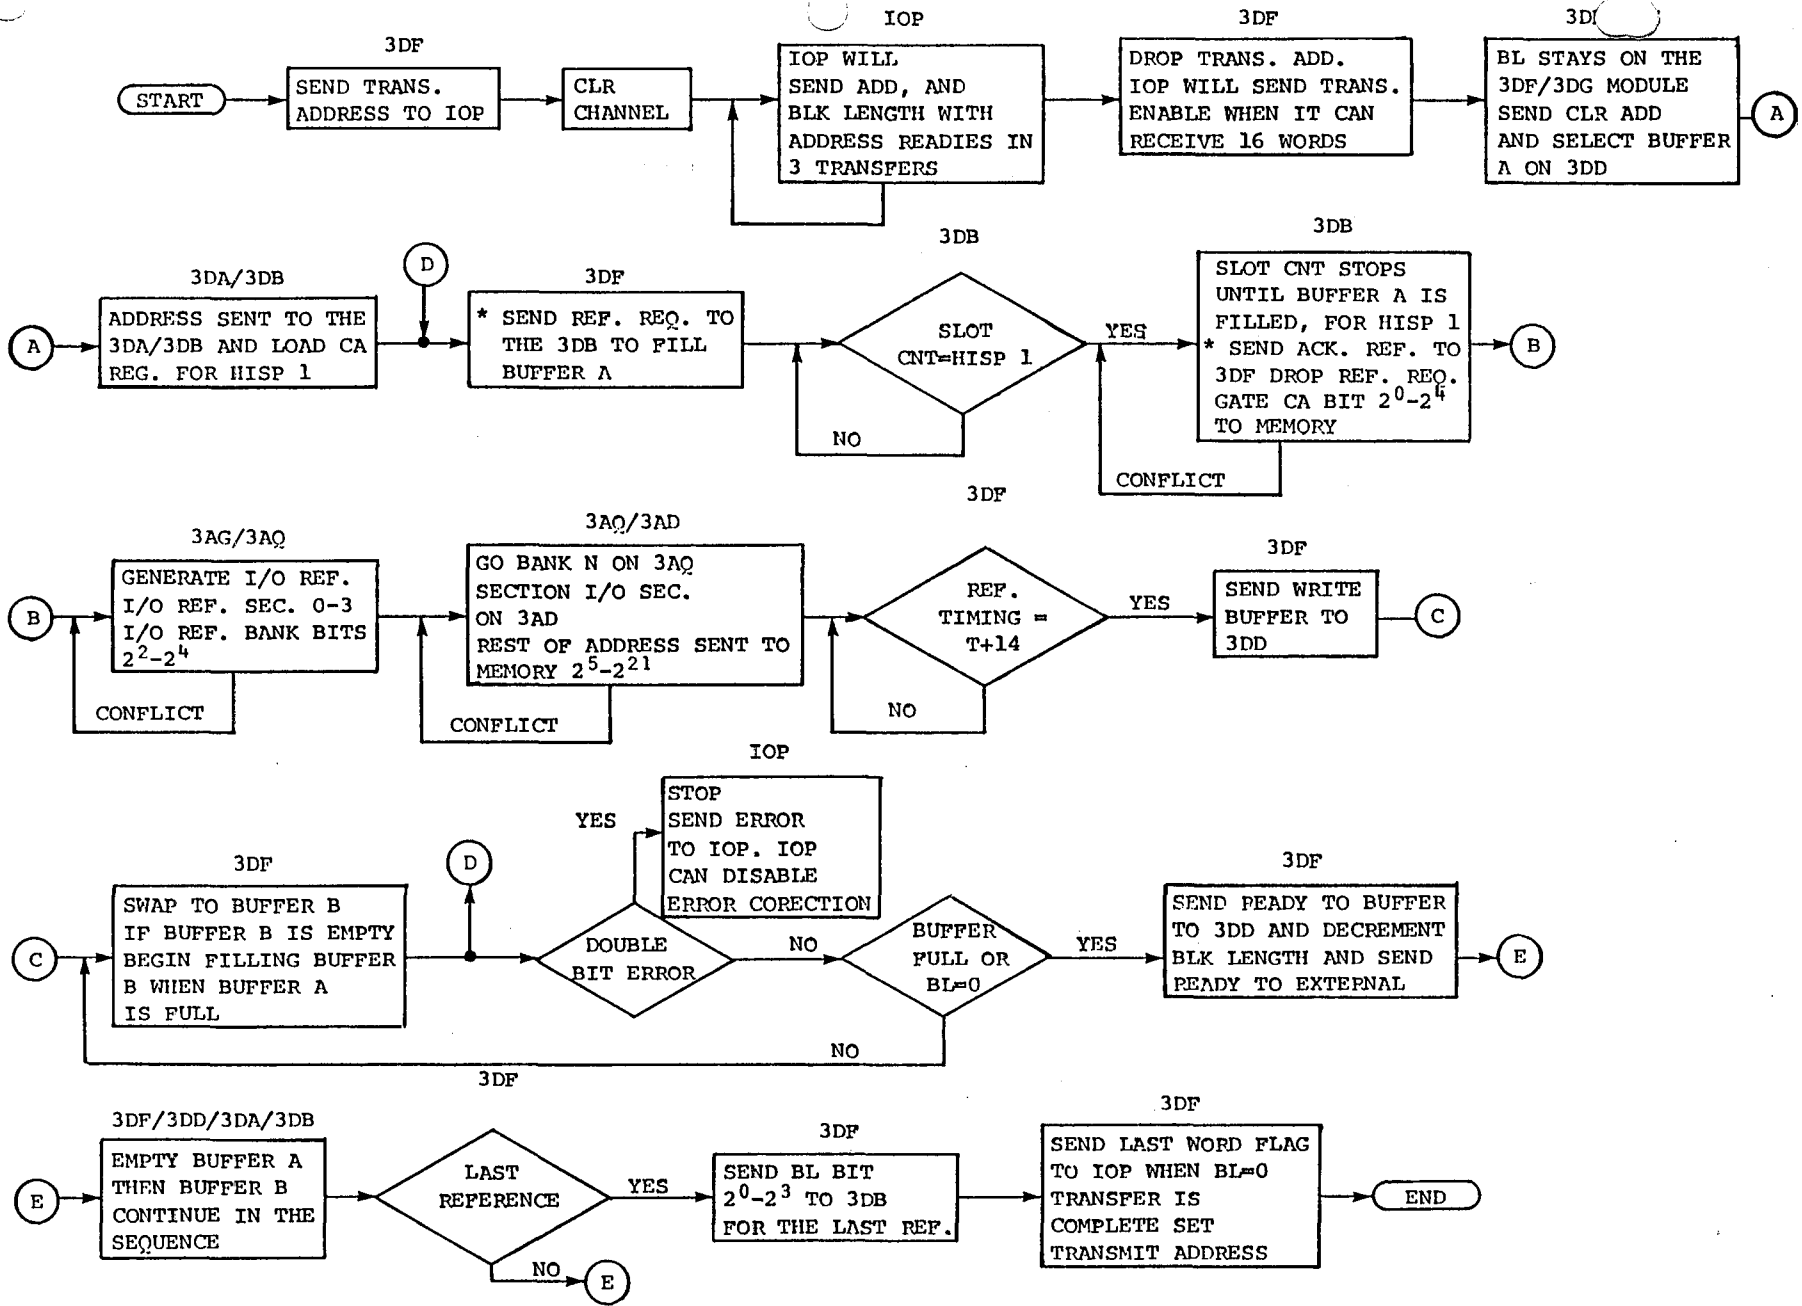 3DF
START
SEND TRANS.
ADDRESS TO IOP
CLR
CHANNEL
IOP
IOP WILL
SEND ADD, AND
BLK LENGTH WITH
ADDRESS READIES IN
3 TRANSFERS
3DF
DROP TRANS. ADD.
IOP WILL SEND TRANS.
ENABLE WHEN IT CAN
RECEIVE 16 WORDS
BL STAYS ON THE
3DF/3DG MODULE
SEND CLR ADD
AND SELECT BUFFER
A ON 3DD
A
A
3DA/3DB
ADDRESS SENT TO THE
3DA/3DB AND LOAD CA
REG. FOR HISP 1
D
3DF
* SEND REF. REQ. TO
THE 3DB TO FILL
BUFFER A
3DB
SLOT
CNT=HISP 1
NO
YES
3DB
SLOT CNT STOPS
UNTIL BUFFER A IS
FILLED, FOR HISP 1
* SEND ACK. REF. TO
3DF DROP REF. REQ.
GATE CA BIT 2⁰-2⁴
TO MEMORY
CONFLICT
B
B
3AG/3AQ
GENERATE I/O REF.
I/O REF. SEC. 0-3
I/O REF. BANK BITS
2²-2⁴
CONFLICT
3AQ/3AD
GO BANK N ON 3AQ
SECTION I/O SEC.
ON 3AD
REST OF ADDRESS SENT TO
MEMORY 2⁵-2²¹
CONFLICT
3DF
REF.
TIMING =
T+14
NO
YES
3DF
SEND WRITE
BUFFER TO
3DD
C
C
3DF
SWAP TO BUFFER B
IF BUFFER B IS EMPTY
BEGIN FILLING BUFFER
B WHEN BUFFER A
IS FULL
D
DOUBLE
BIT ERROR
YES
IOP
STOP
SEND ERROR
TO IOP. IOP
CAN DISABLE
ERROR CORECTION
NO
BUFFER
FULL OR
BL=0
NO
3DF
YES
3DF
SEND READY TO BUFFER
TO 3DD AND DECREMENT
BLK LENGTH AND SEND
READY TO EXTERNAL
E
E
3DF/3DD/3DA/3DB
EMPTY BUFFER A
THEN BUFFER B
CONTINUE IN THE
SEQUENCE
LAST
REFERENCE
NO
E
YES
3DF
SEND BL BIT
2⁰-2³ TO 3DB
FOR THE LAST REF.
3DF
SEND LAST WORD FLAG
TO IOP WHEN BL=0
TRANSFER IS
COMPLETE SET
TRANSMIT ADDRESS
END